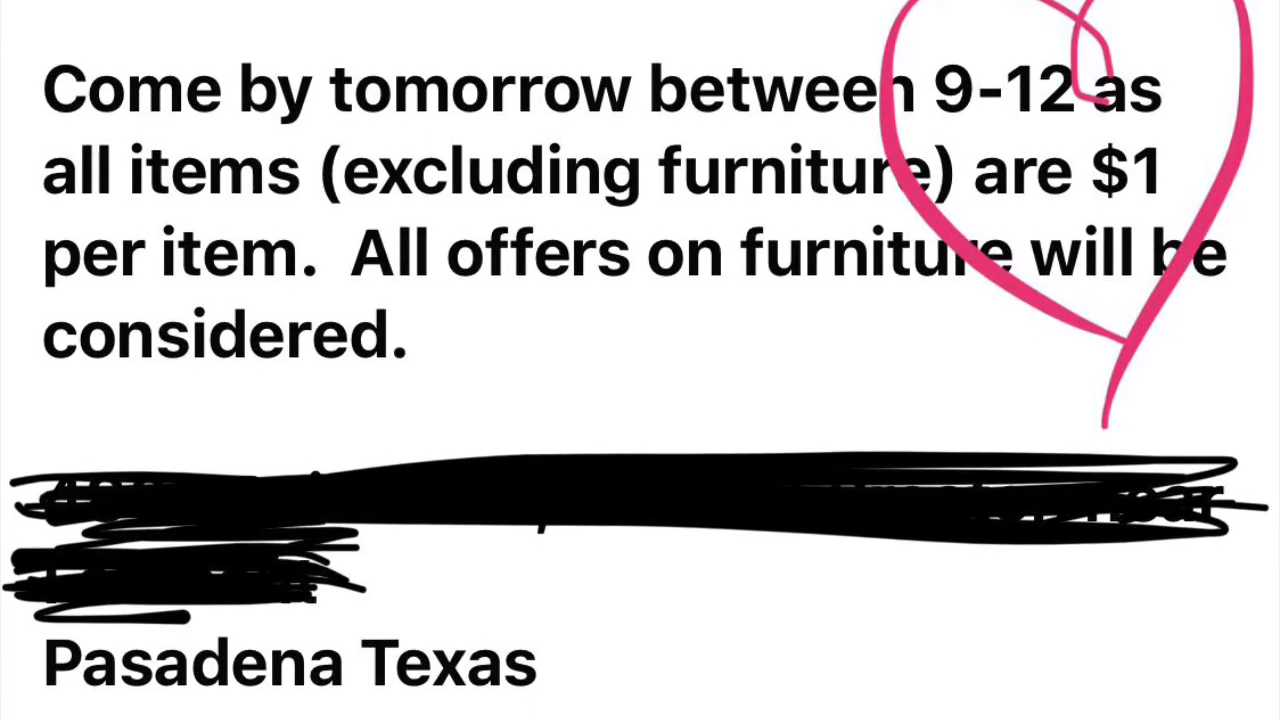 Come by tomorrow between 9-12 as
all items (excluding furniture) are $1
per item.  All offers on furniture will be
considered.
Pasadena Texas